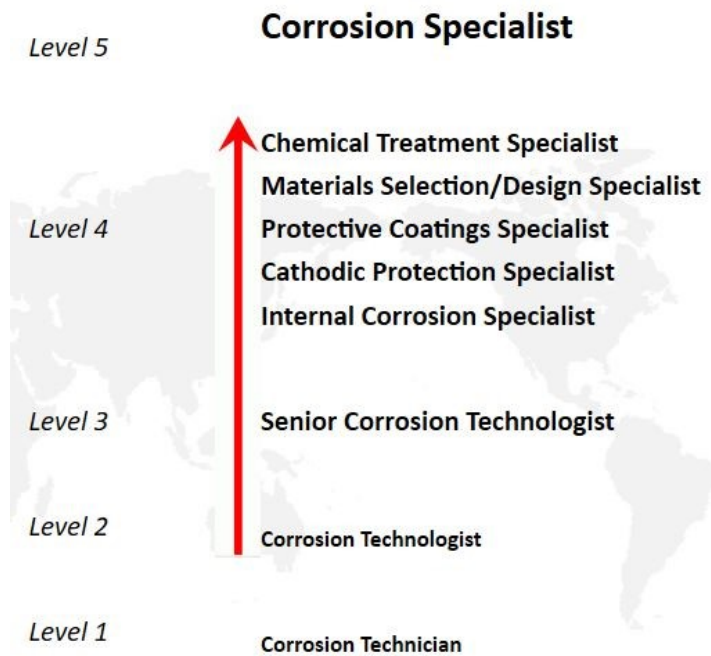 Level 5
Corrosion Specialist
Chemical Treatment Specialist
Materials Selection/Design Specialist
Level 4
Protective Coatings Specialist
Cathodic Protection Specialist
Internal Corrosion Specialist
Level 3
Senior Corrosion Technologist
Level 2
Corrosion Technologist
Level 1
Corrosion Technician